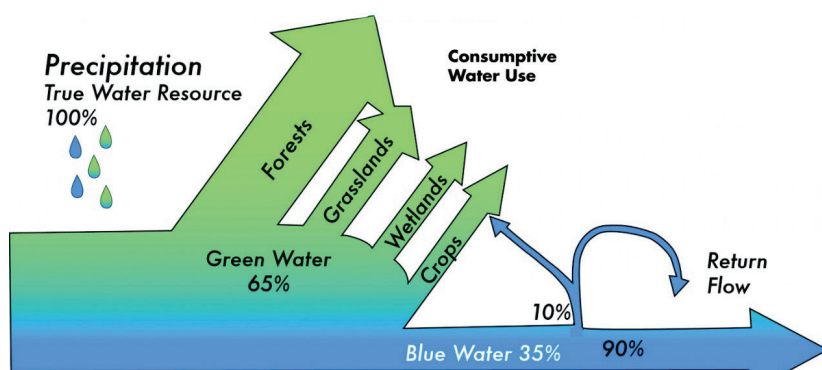 Precipitation
True Water Resource
100%
Consumptive
Water Use
Forests
Grasslands
Wetlands
Crops
Green Water
65%
Return
Flow
10%
Blue Water 35%
90%